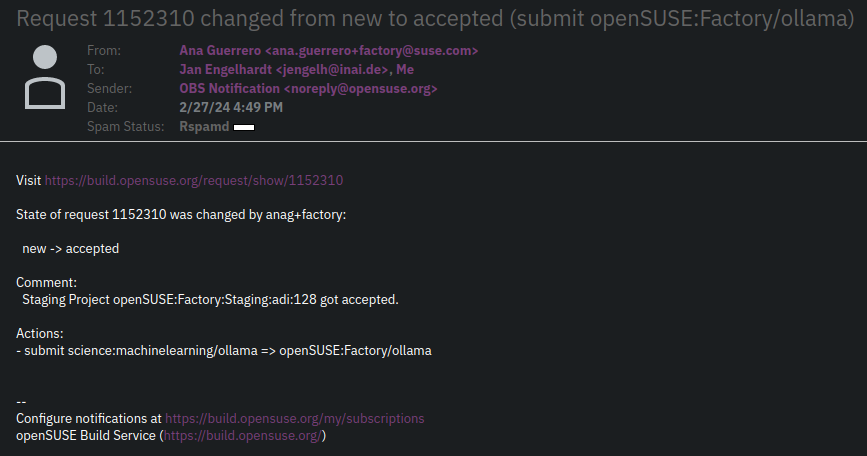 Request 1152310 changed from new to accepted (submit openSUSE:Factory/ollama)
From: Ana Guerrero <ana.guerrero+factory@suse.com>
To: Jan Engelhardt <jengelh@inai.de>, Me
Sender: OBS Notification <noreply@opensuse.org>
Date: 2/27/24 4:49 PM
Spam Status: Rspamd
Visit https://build.opensuse.org/request/show/1152310
State of request 1152310 was changed by anag+factory:
new -> accepted
Comment:
Staging Project openSUSE:Factory:Staging:adi:128 got accepted.
Actions:
- submit science:machinelearning/ollama => openSUSE:Factory/ollama
--
Configure notifications at https://build.opensuse.org/my/subscriptions
openSUSE Build Service (https://build.opensuse.org/)